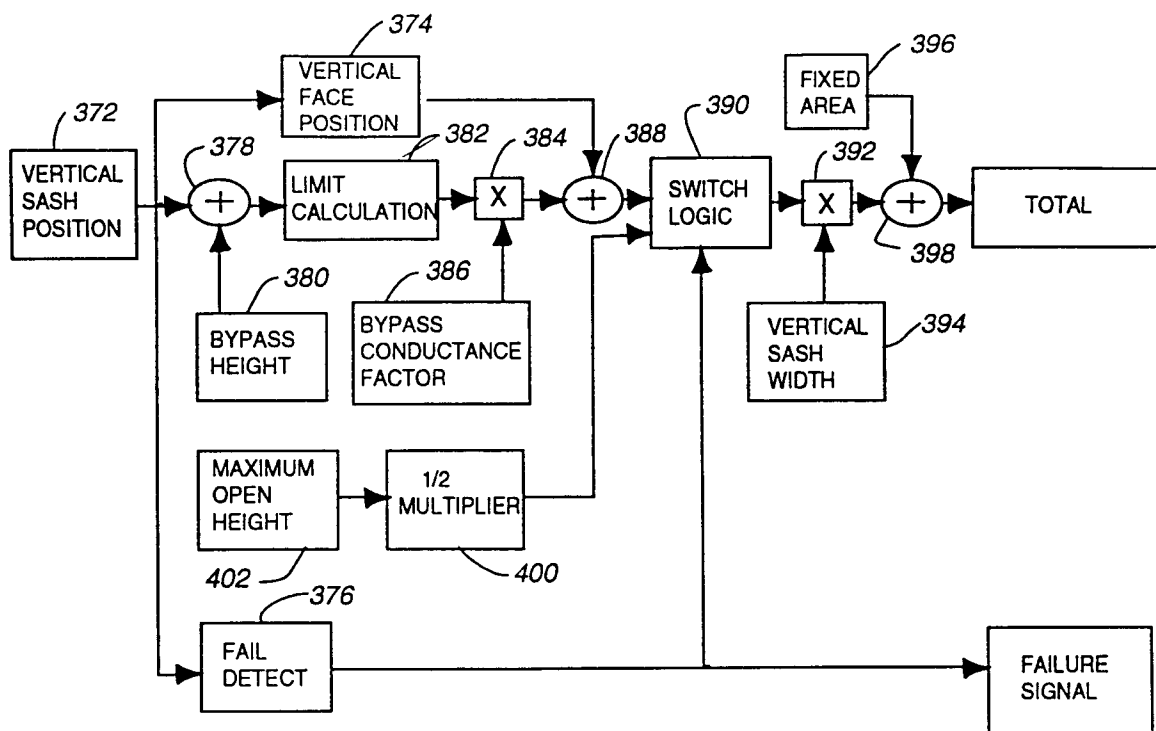 374
396
VERTICAL
FACE
POSITION
FIXED
AREA
390
372
382
384
392
378
388
VERTICAL
SASH
POSITION
+
LIMIT
CALCULATION
X
+
SWITCH
LOGIC
X
+
TOTAL
398
380
386
394
BYPASS
HEIGHT
BYPASS
CONDUCTANCE
FACTOR
VERTICAL
SASH
WIDTH
MAXIMUM
OPEN
HEIGHT
1/2
MULTIPLIER
402
400
376
FAIL
DETECT
FAILURE
SIGNAL